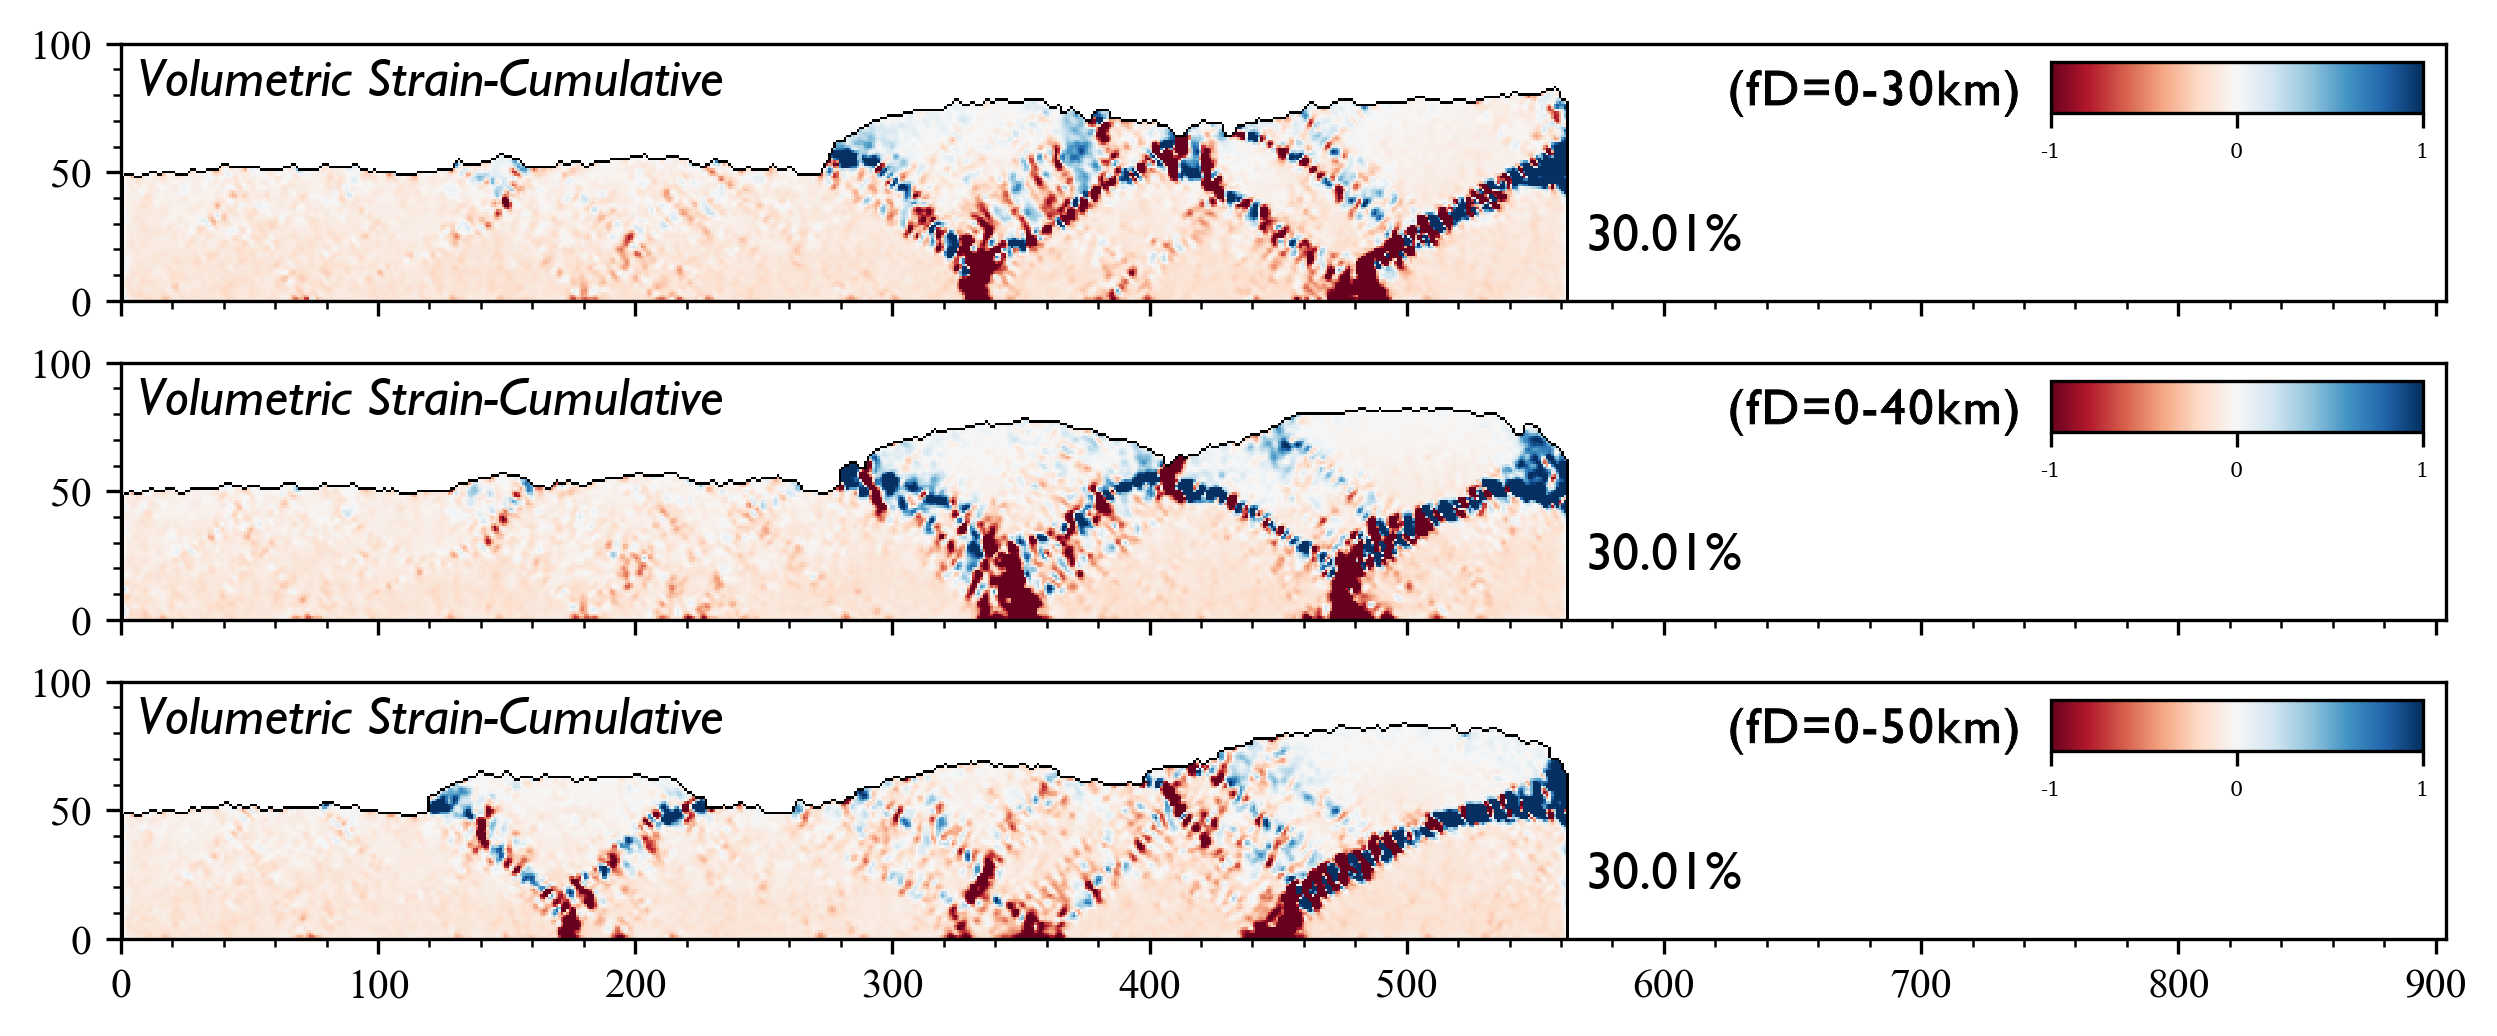 100
Volumetric Strain-Cumulative
(fD=0-30km)
-1 0 1
50
30.01%
0
100
Volumetric Strain-Cumulative
(fD=0-40km)
-1 0 1
50
30.01%
0
100
Volumetric Strain-Cumulative
(fD=0-50km)
-1 0 1
50
30.01%
0
0 100 200 300 400 500 600 700 800 900